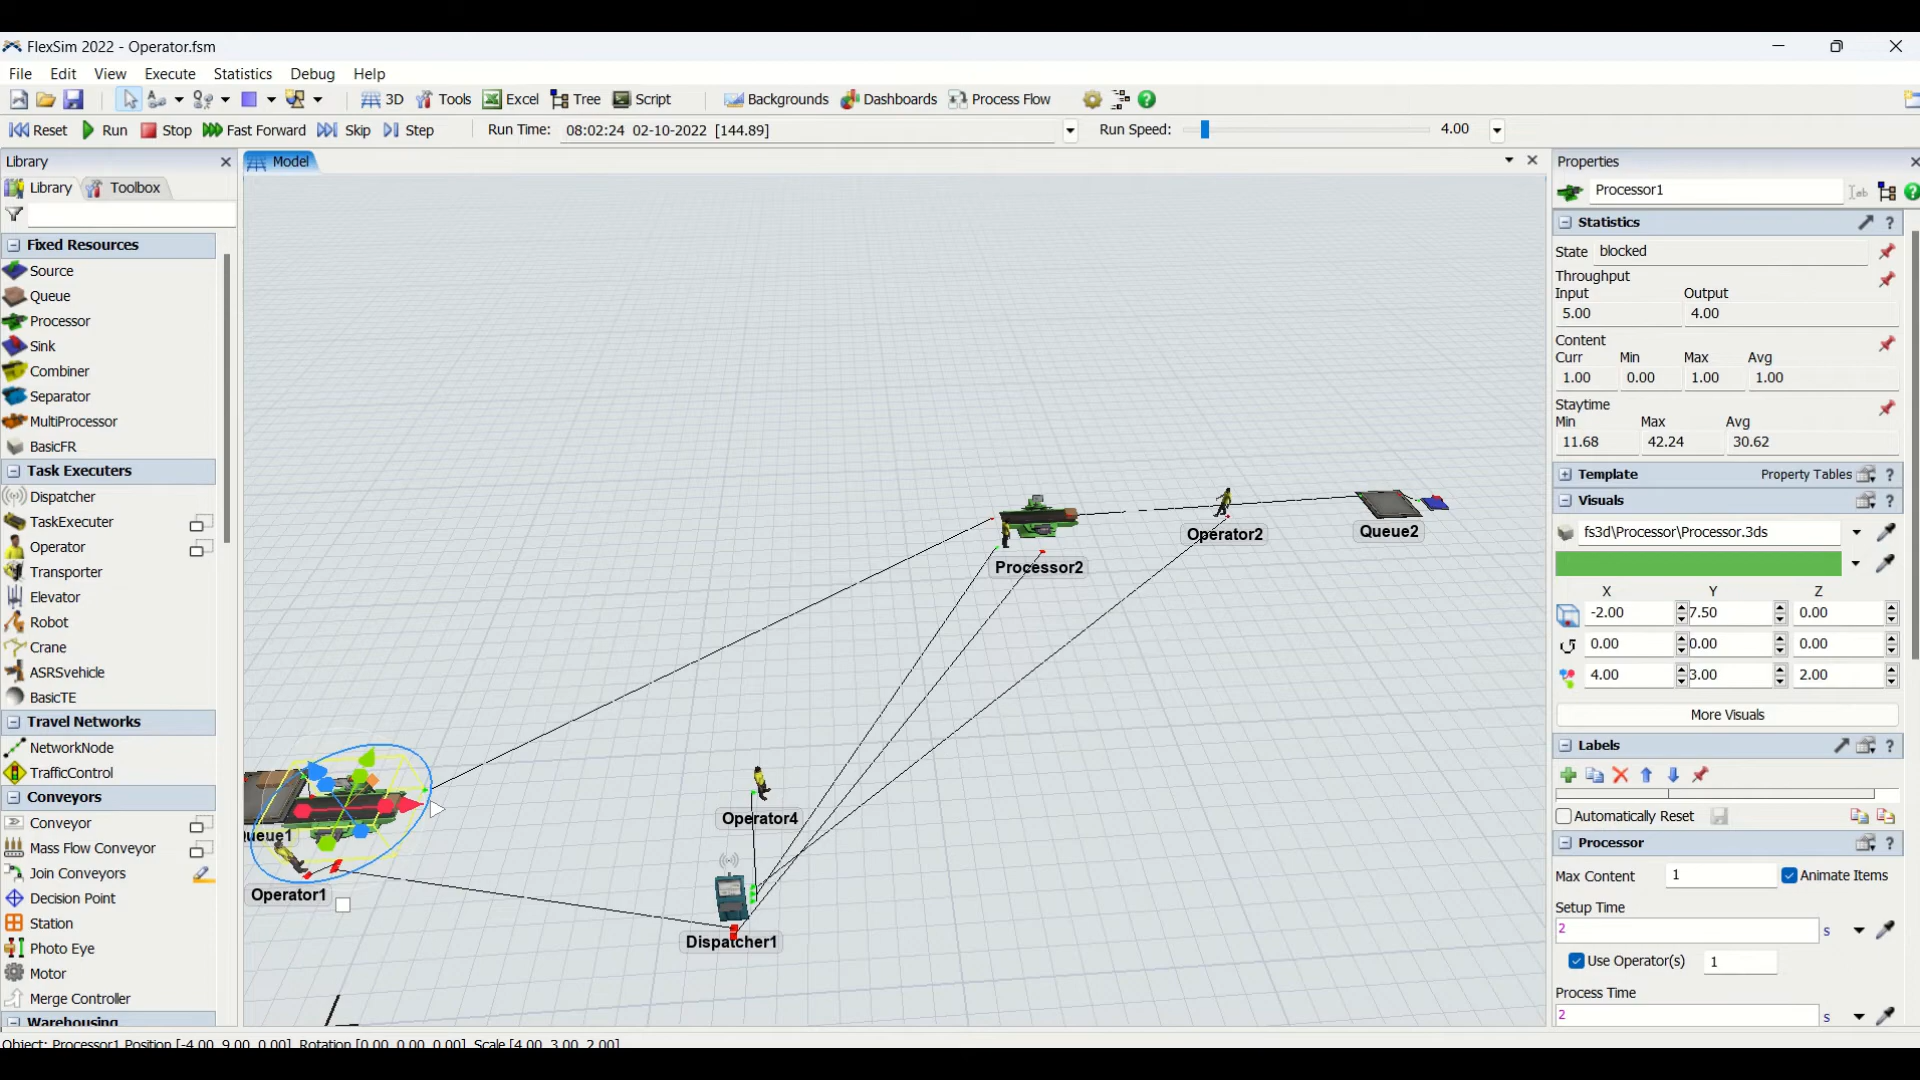 FlexSim 2022 - Operator.fsm
File Edit View Execute Statistics Debug Help
3D Tools Excel Tree Script Backgrounds Dashboards Process Flow
Reset Run Stop Fast Forward Skip Step Run Time: 08:02:24 02-10-2022 [144.89] Run Speed: 4.00
Library
Library Toolbox
Fixed Resources
Source
Queue
Processor
Sink
Combiner
Separator
MultiProcessor
BasicFR
Task Executers
Dispatcher
TaskExecuter
Operator
Transporter
Elevator
Robot
Crane
ASRSvehicle
BasicTE
Travel Networks
NetworkNode
TrafficControl
Conveyors
Conveyor
Mass Flow Conveyor
Join Conveyors
Decision Point
Station
Photo Eye
Motor
Merge Controller
Warehousing
Model
Operator2
Queue2
Processor2
Operator4
Operator1
Dispatcher1
Properties
Processor1
Statistics
State blocked
Throughput
Input Output
5.00 4.00
Content
Curr Min Max Avg
1.00 0.00 1.00 1.00
Staytime
Min Max Avg
11.68 42.24 30.62
Template Property Tables
Visuals
fs3d\Processor\Processor.3ds
X Y Z
-2.00 7.50 0.00
0.00 0.00 0.00
4.00 3.00 2.00
More Visuals
Labels
Automatically Reset
Processor
Max Content 1 Animate Items
Setup Time
2 s
Use Operator(s) 1
Process Time
2 s
Object: Processor1 Position [-4.00, 9.00, 0.00] Rotation [0.00, 0.00, 0.00] Scale [4.00, 3.00, 2.00]